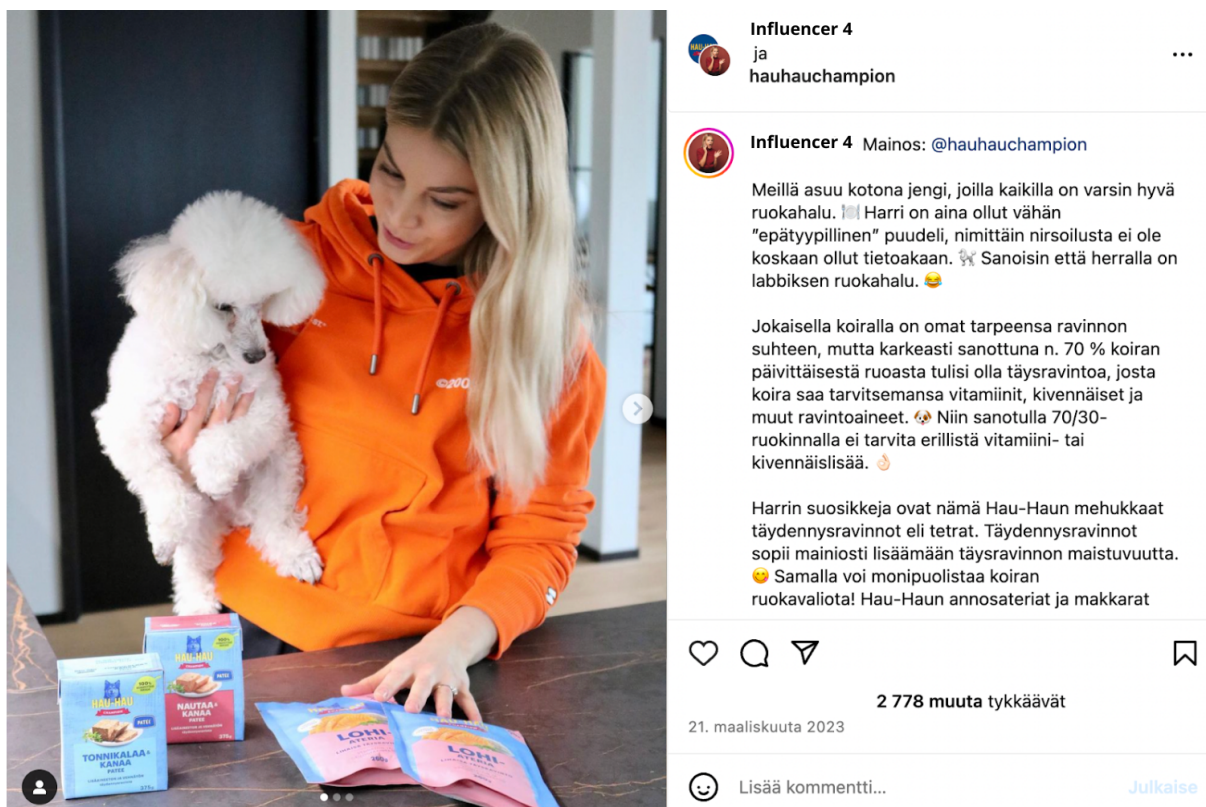 Influencer 4
ja
hauhauchampion
Influencer 4 Mainos: @hauhauchampion
Meillä asuu kotona jengi, joilla kaikilla on varsin hyvä
ruokahalu. 🍽️ Harri on aina ollut vähän
”epätyypillinen” puudeli, nimittäin nirsoilusta ei ole
koskaan ollut tietoakaan. 🐩 Sanoisin että herralla on
labbiksen ruokahalu. 😂
Jokaisella koiralla on omat tarpeensa ravinnon
suhteen, mutta karkeasti sanottuna n. 70 % koiran
päivittäisestä ruoasta tulisi olla täysravintoa, josta
koira saa tarvitsemansa vitamiinit, kivennäiset ja
muut ravintoaineet. 🐶 Niin sanotulla 70/30-
ruokinnalla ei tarvita erillistä vitamiini- tai
kivennäislisää. 👌🏻
Harrin suosikkeja ovat nämä Hau-Haun mehukkaat
täydennysravinnot eli tetrat. Täydennysravinnot
sopii mainiosti lisäämään täysravinnon maistuvuutta.
😋 Samalla voi monipuolistaa koiran
ruokavaliota! Hau-Haun annosateriat ja makkarat
2 778 muuta tykkäävät
21. maaliskuuta 2023
Lisää kommentti...
Julkaise
©200
HAU-HAU
PATEE
NAUTAA &
KANAA
PATEE
HAU-HAU
PATEE
TONNIKALAA &
KANAA
PATEE
LOHI-
ATERIA
LOHI-
ATERIA